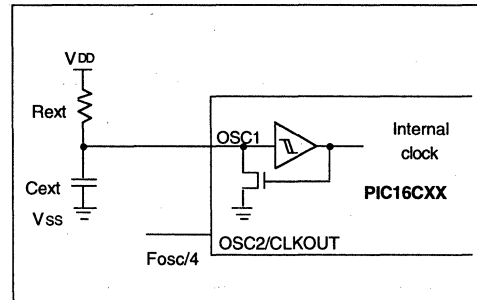 VDD
Rext
OSC1
Internal
clock
Cext
PIC16CXX
VSS
OSC2/CLKOUT
Fosc/4